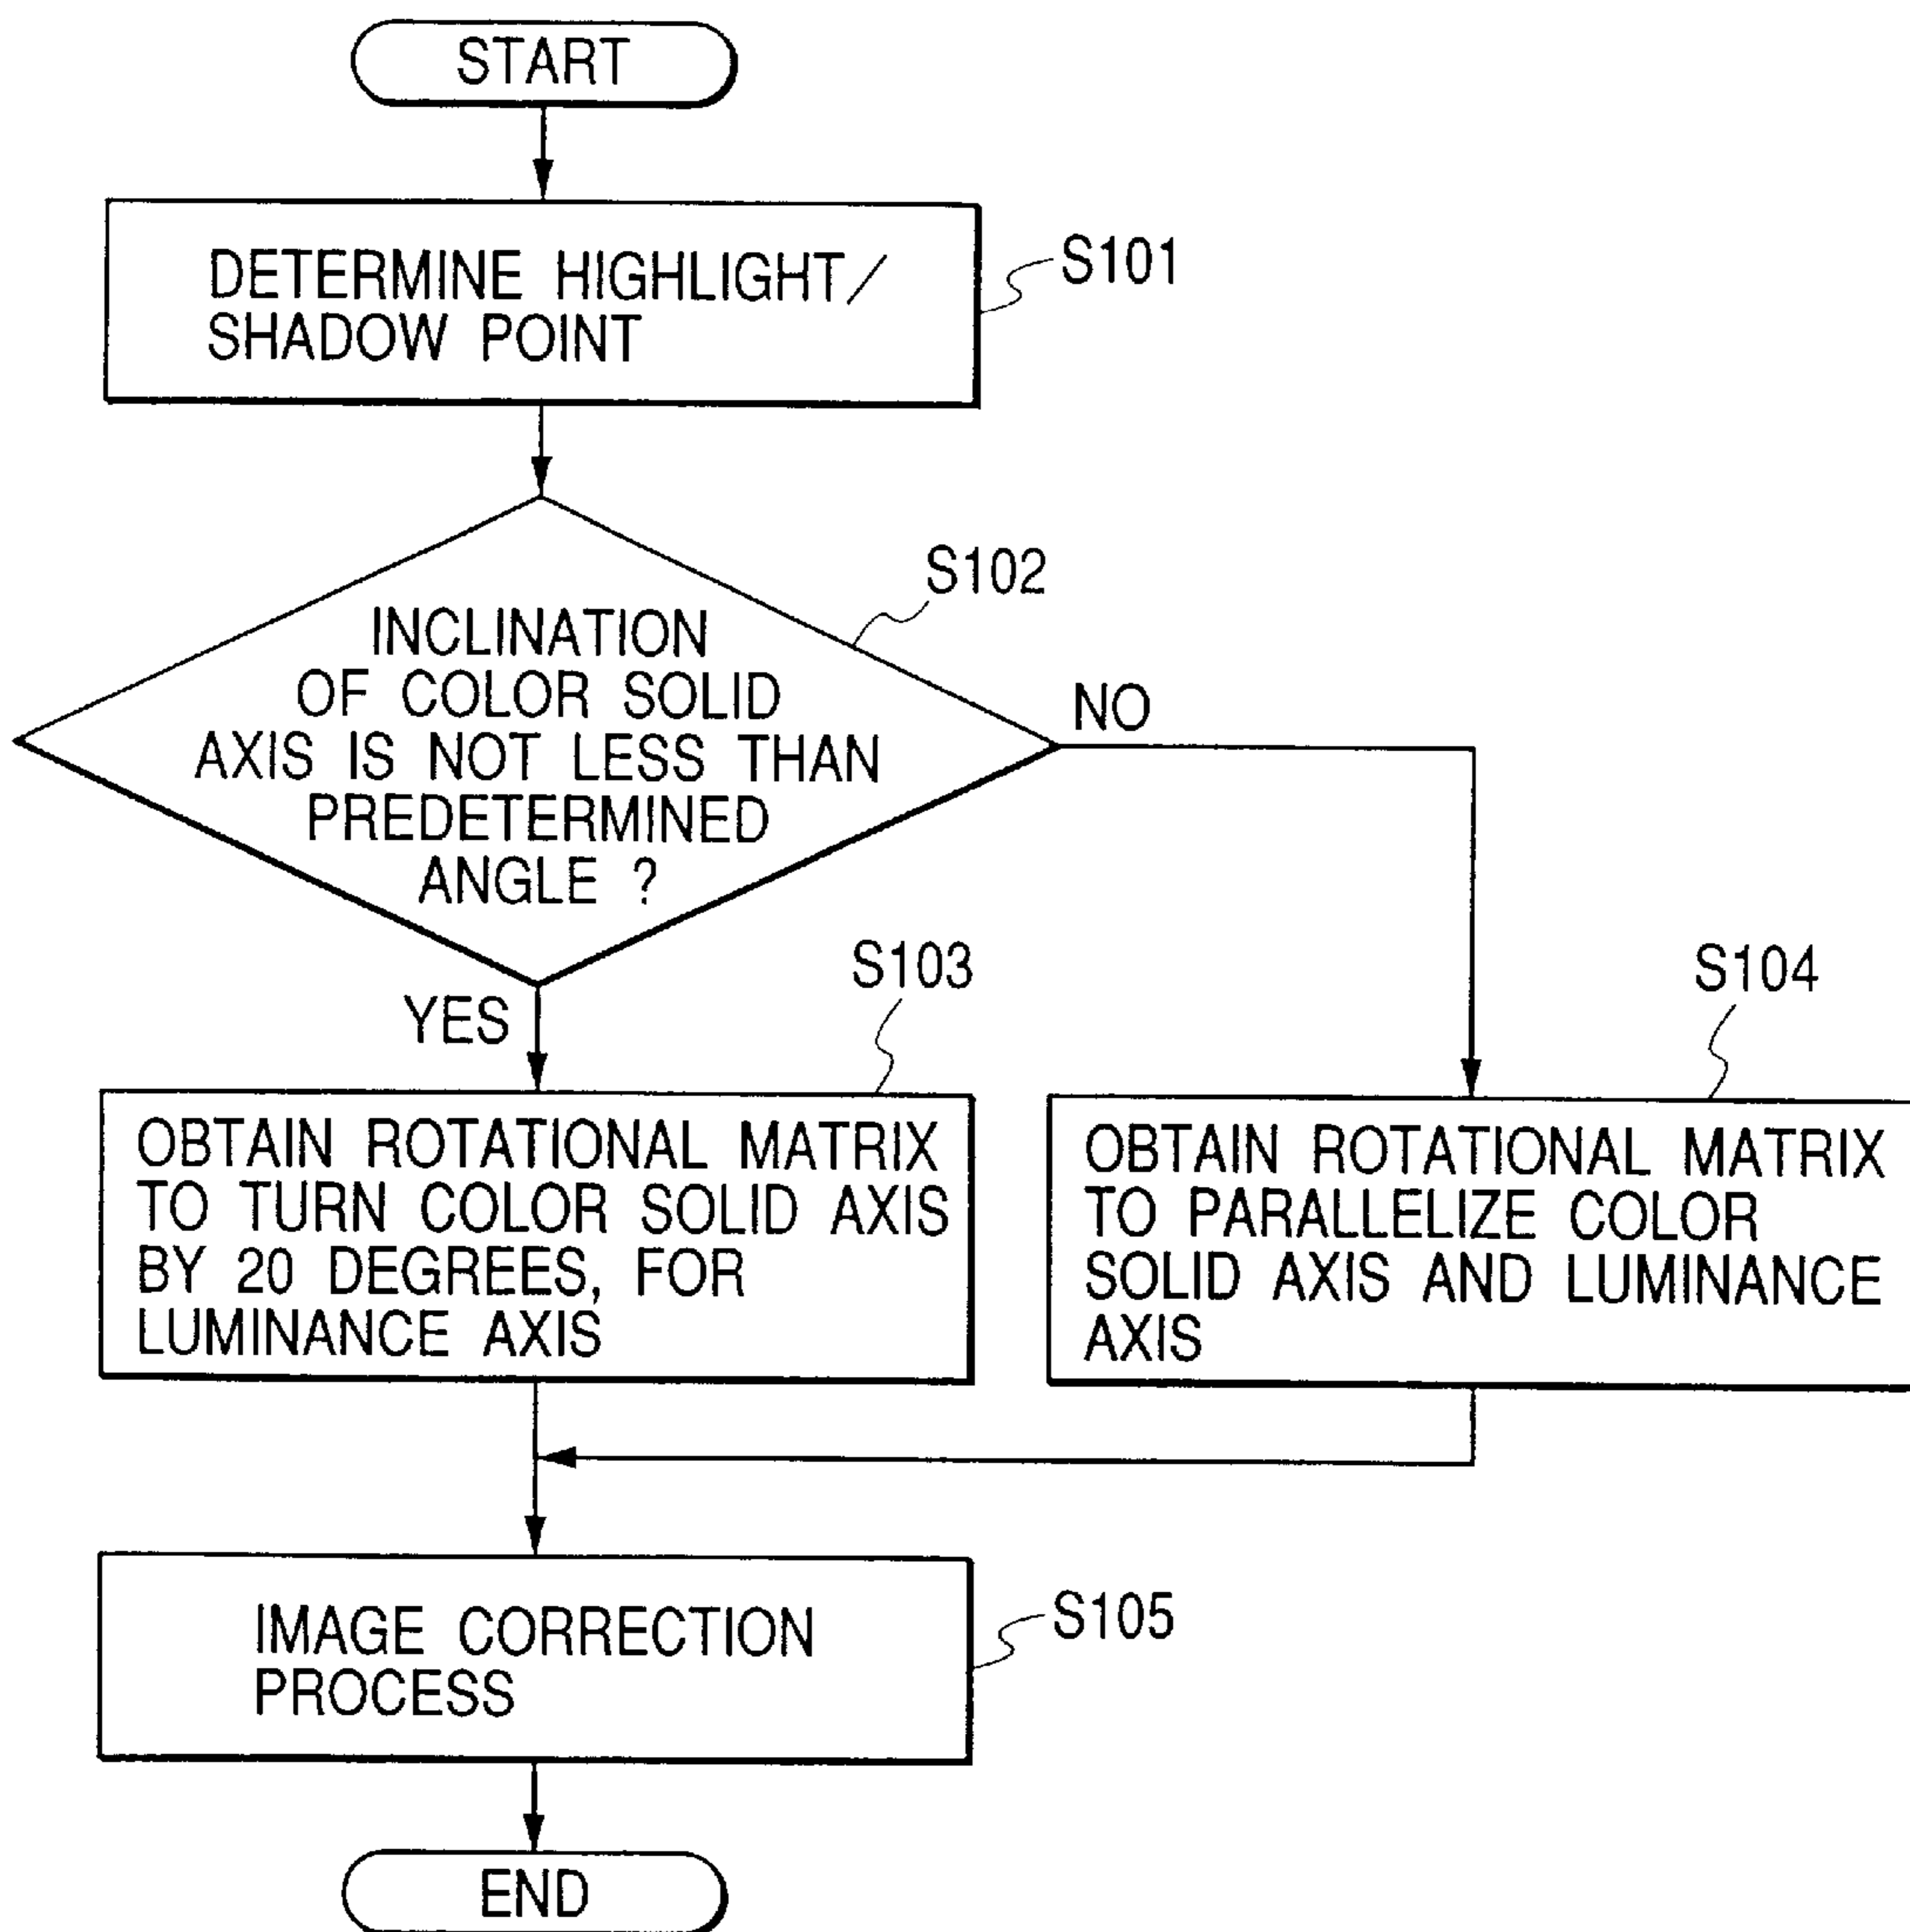 START
DETERMINE HIGHLIGHT/
SHADOW POINT
S101
INCLINATION
OF COLOR SOLID
AXIS IS NOT LESS THAN
PREDETERMINED
ANGLE ?
S102
NO
YES
S103
OBTAIN ROTATIONAL MATRIX
TO TURN COLOR SOLID AXIS
BY 20 DEGREES, FOR
LUMINANCE AXIS
S104
OBTAIN ROTATIONAL MATRIX
TO PARALLELIZE COLOR
SOLID AXIS AND LUMINANCE
AXIS
IMAGE CORRECTION
PROCESS
S105
END